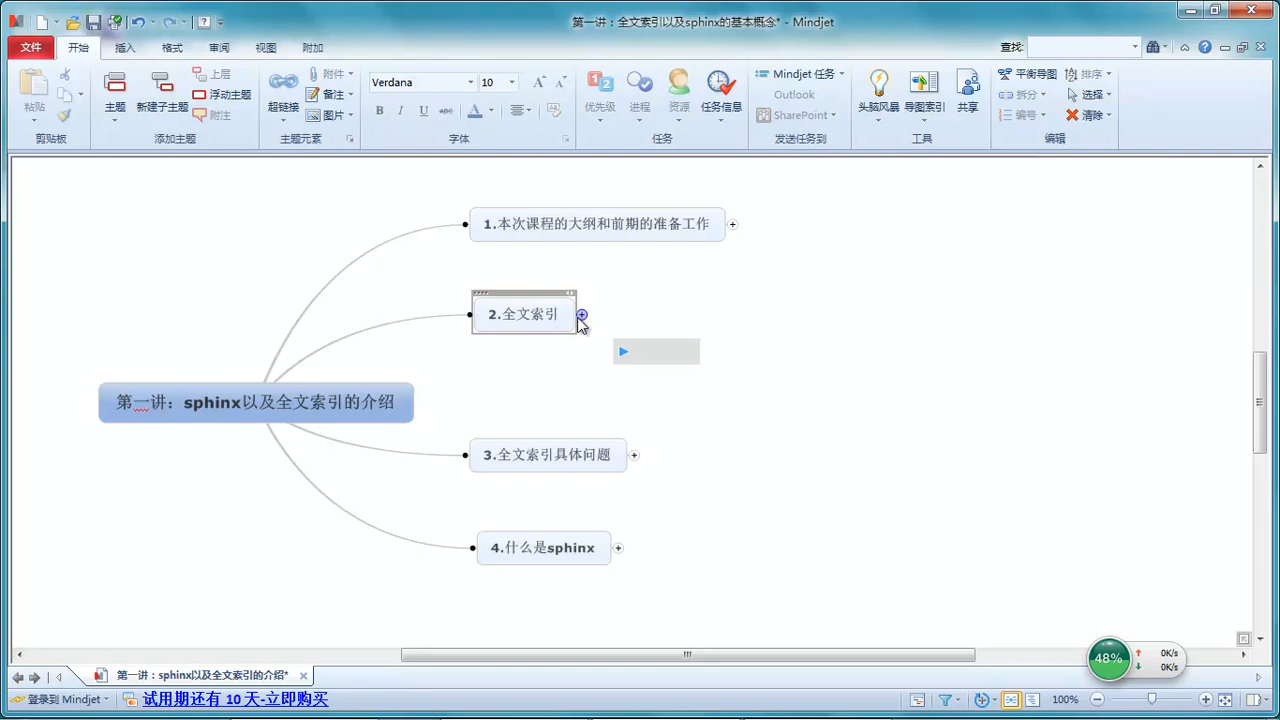 第一讲：全文索引以及sphinx的基本概念* - Mindjet
文件 开始 插入 格式 审阅 视图 附加 查找:
粘贴 剪贴板
主题 新建子主题 上层 浮动主题 附注 添加主题
超链接 附件 备注 图片 主题元素
Verdana 10 B I U abc A 字体
优先级 进程 资源 任务信息 任务
Mindjet 任务 Outlook SharePoint 发送任务到
头脑风暴 导图索引 共享 工具
平衡导图 排序 拆分 选择 编号 清除 编辑
1.本次课程的大纲和前期的准备工作
2.全文索引
第一讲：sphinx以及全文索引的介绍
3.全文索引具体问题
4.什么是sphinx
48% 0K/s
0K/s
第一讲：sphinx以及全文索引的介绍*
登录到 Mindjet 试用期还有 10 天-立即购买 100%